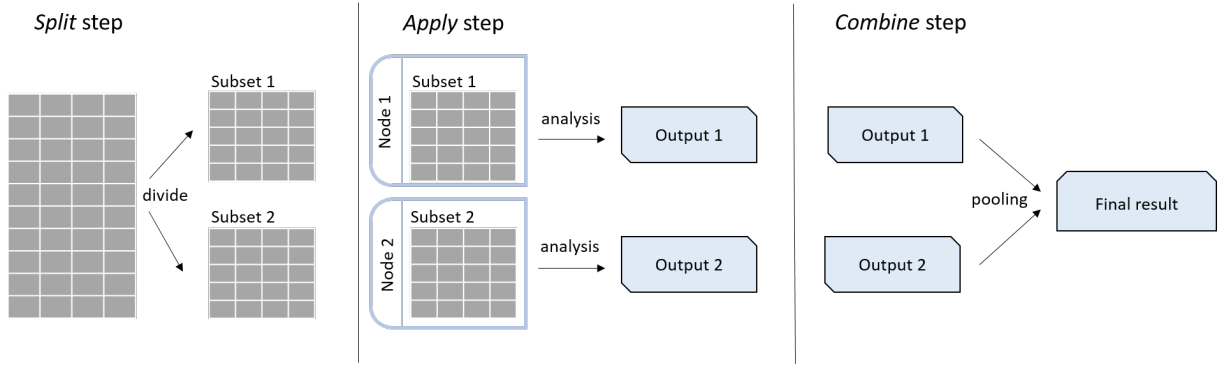 Split step
Subset 1
divide
Subset 2
Apply step
Node 1
Subset 1
analysis
Output 1
Node 2
Subset 2
analysis
Output 2
Combine step
Output 1
pooling
Final result
Output 2